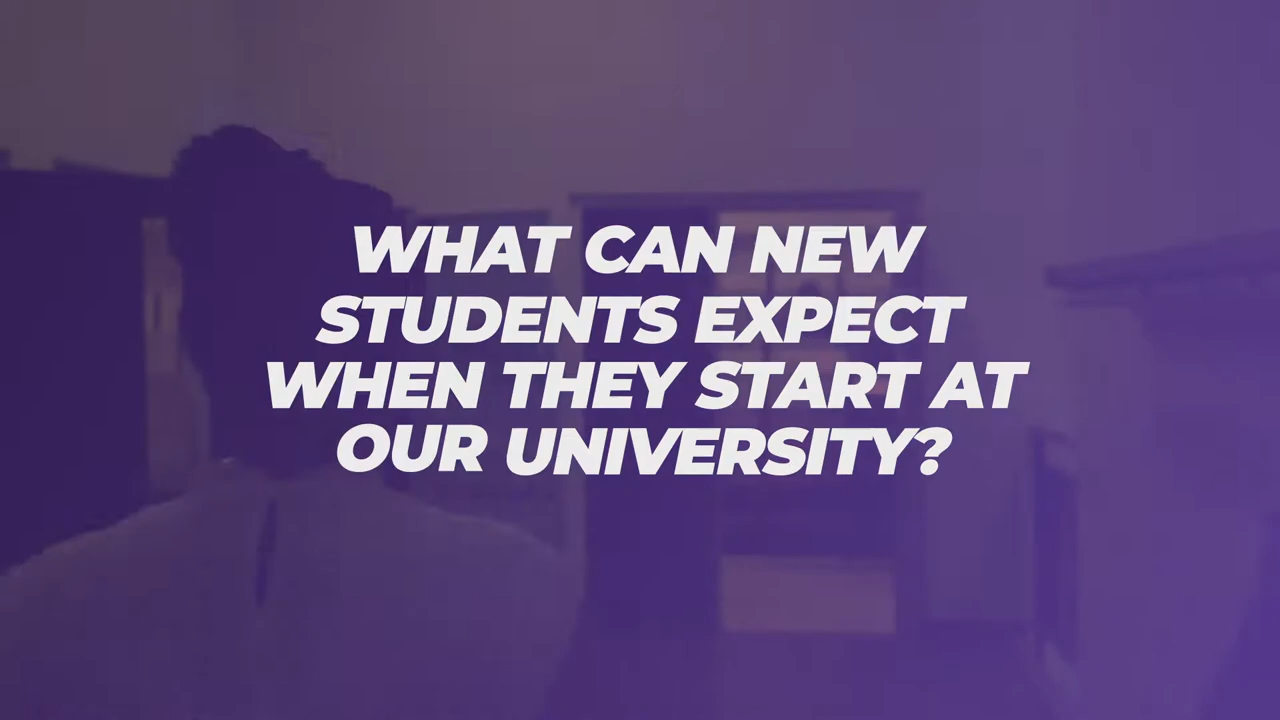 WHAT CAN NEW
STUDENTS EXPECT
WHEN THEY START AT
OUR UNIVERSITY?